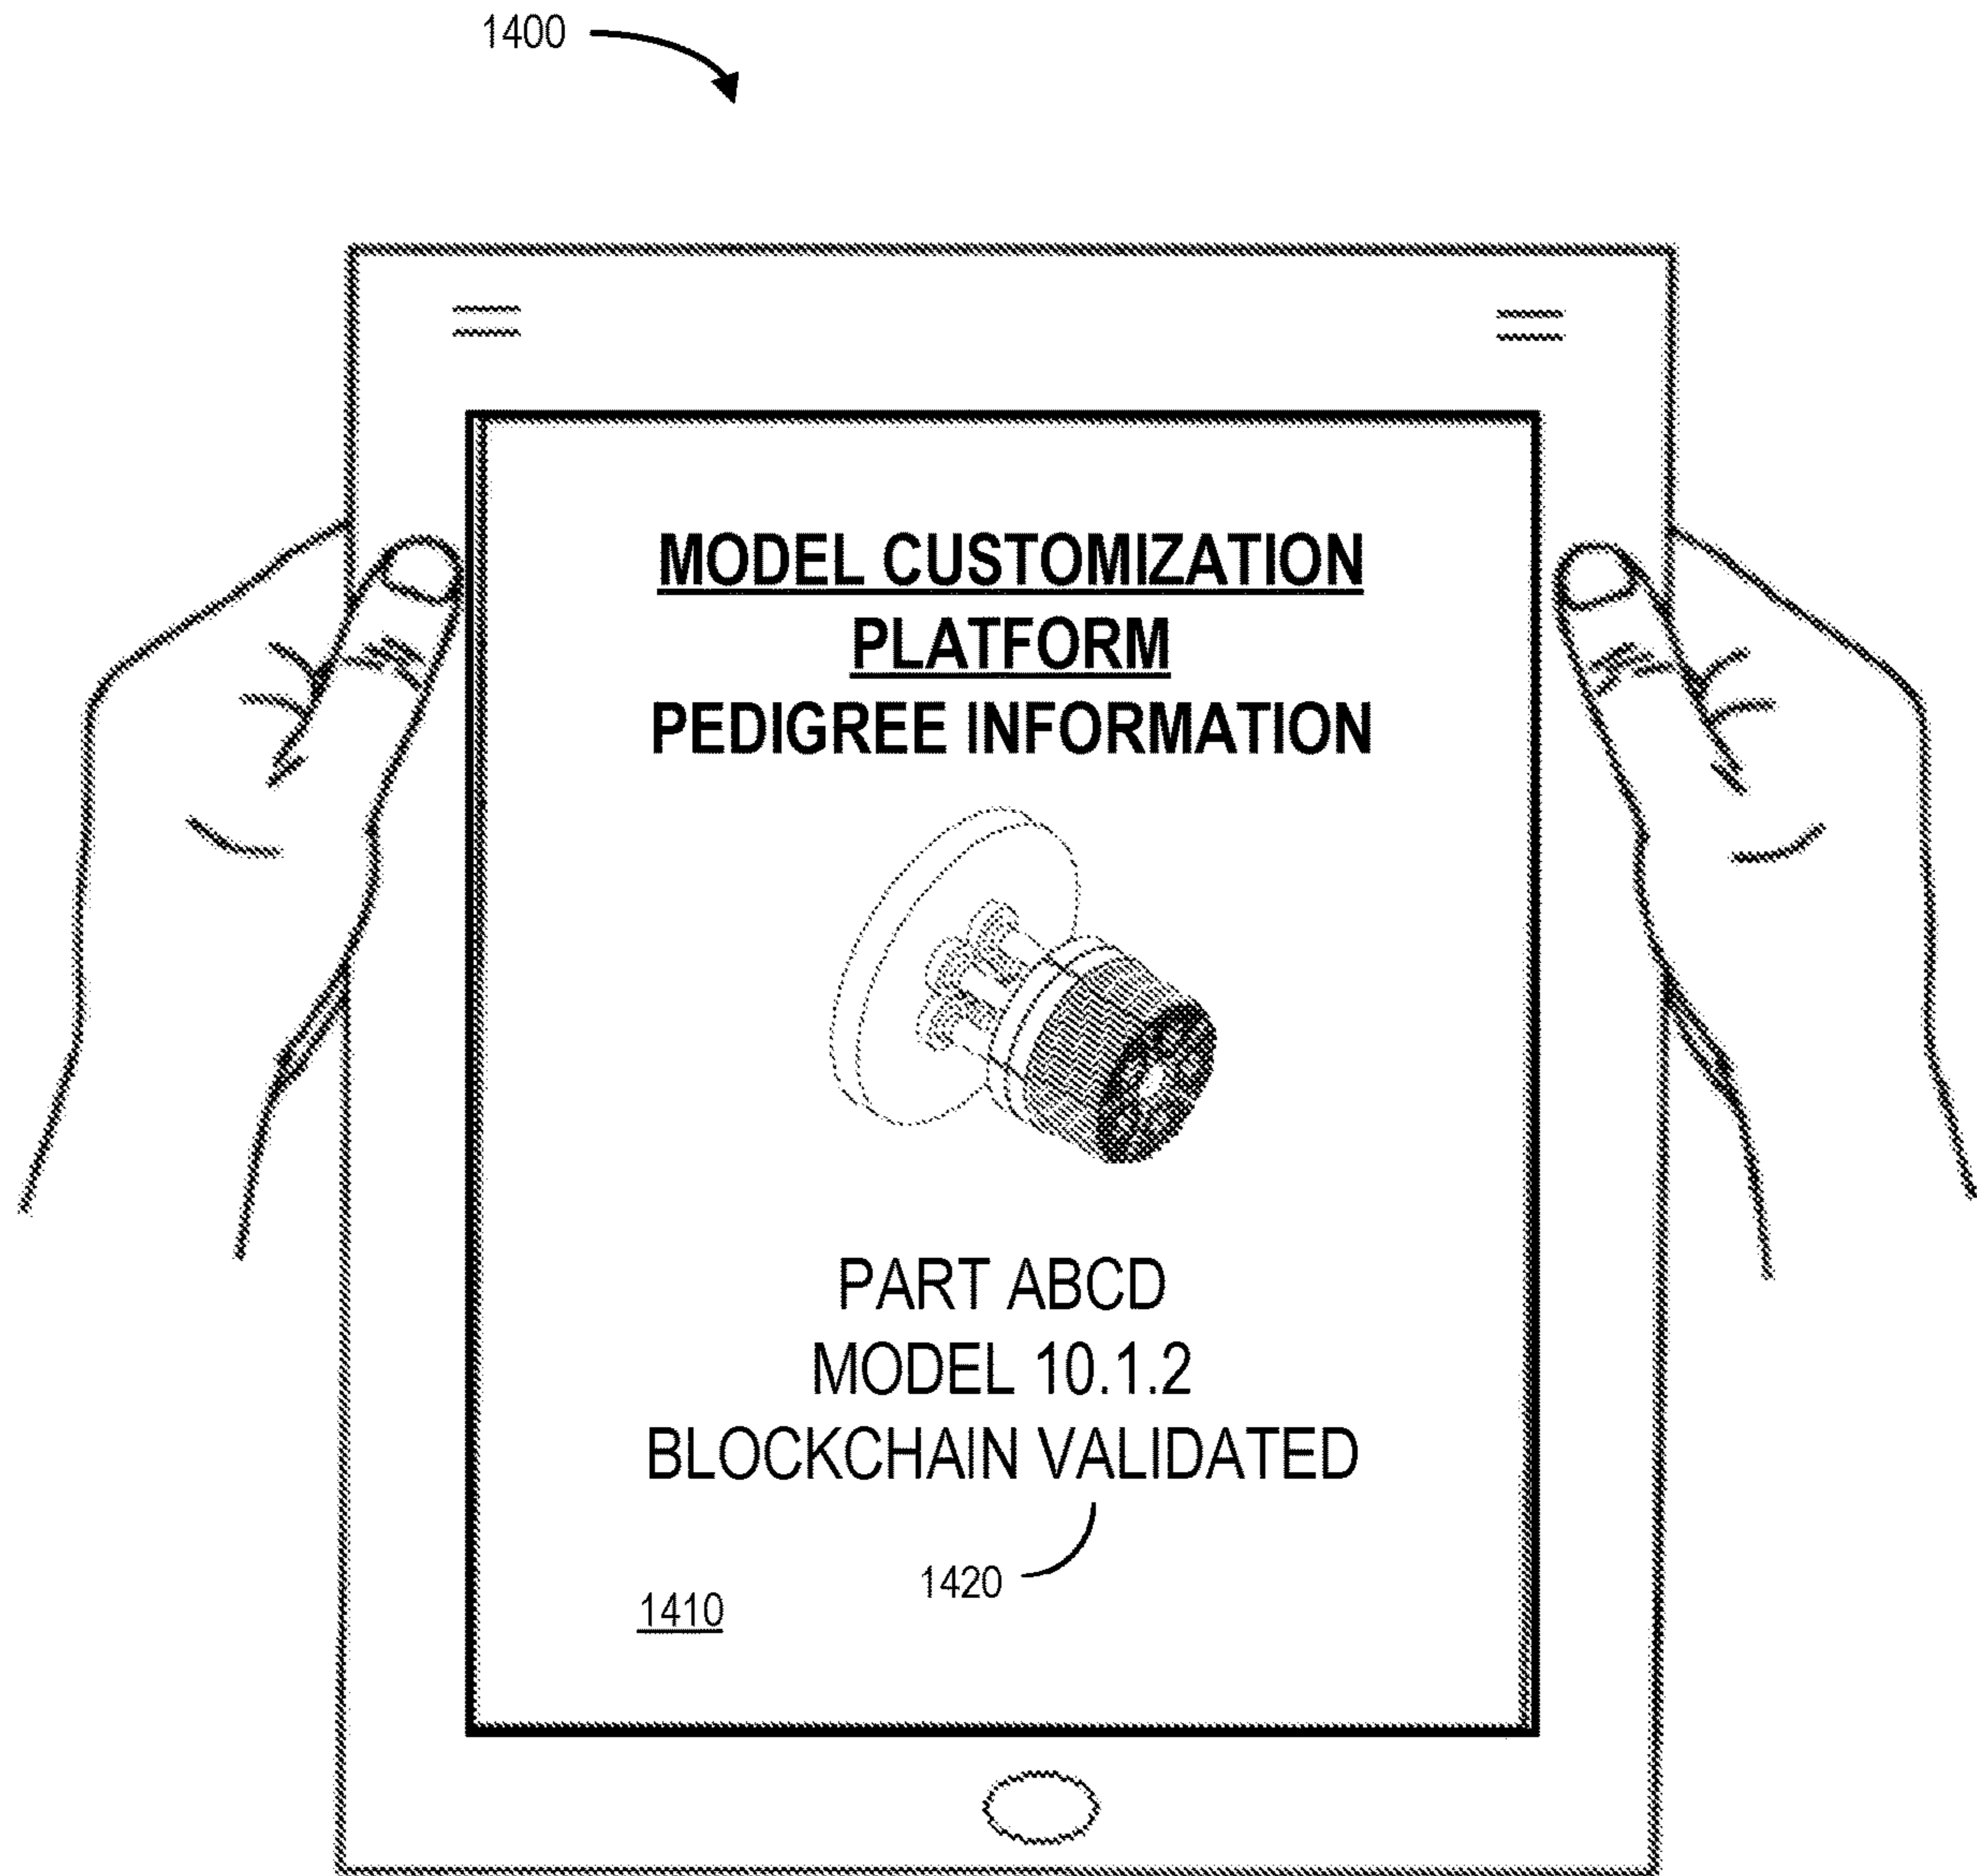 1400
MODEL CUSTOMIZATION
PLATFORM
PEDIGREE INFORMATION
PART ABCD
MODEL 10.1.2
BLOCKCHAIN VALIDATED
1420
1410